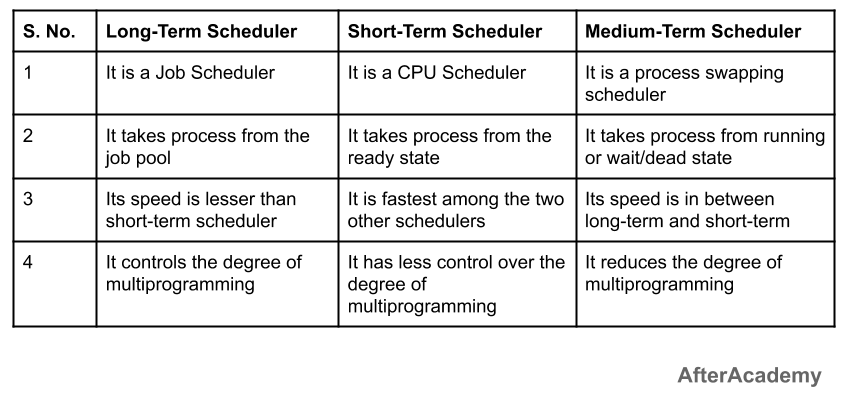 S. No.
Long-Term Scheduler
Short-Term Scheduler
Medium-Term Scheduler
1
It is a Job Scheduler
It is a CPU Scheduler
It is a process swapping
scheduler
2
It takes process from the
job pool
It takes process from the
ready state
It takes process from running
or wait/dead state
3
Its speed is lesser than
short-term scheduler
It is fastest among the two
other schedulers
Its speed is in between
long-term and short-term
4
It controls the degree of
multiprogramming
It has less control over the
degree of
multiprogramming
It reduces the degree of
multiprogramming
AfterAcademy